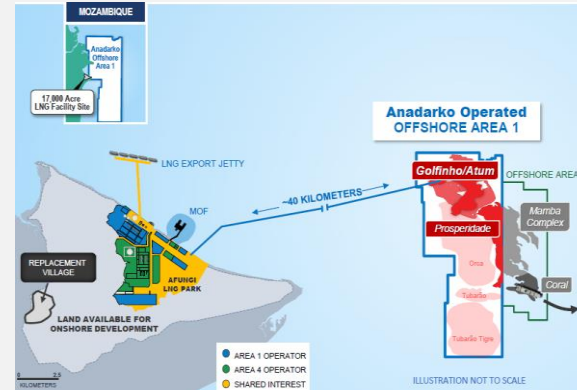 MOZAMBIQUE
Anadarko
Offshore
Area 1
17,000 Acre
LNG Facility Site
Anadarko Operated
OFFSHORE AREA 1
LNG EXPORT JETTY
MOF
~40 KILOMETERS
Golfinho/Atum
OFFSHORE AREA
Mamba
Complex
Prosperidade
REPLACEMENT
VILLAGE
AFUNGI
LNG PARK
Orca
Coral
LAND AVAILABLE FOR
ONSHORE DEVELOPMENT
Tubarão
Tubarão Tigre
AREA 1 OPERATOR
AREA 4 OPERATOR
SHARED INTEREST
0 2.5
KILOMETERS
ILLUSTRATION NOT TO SCALE